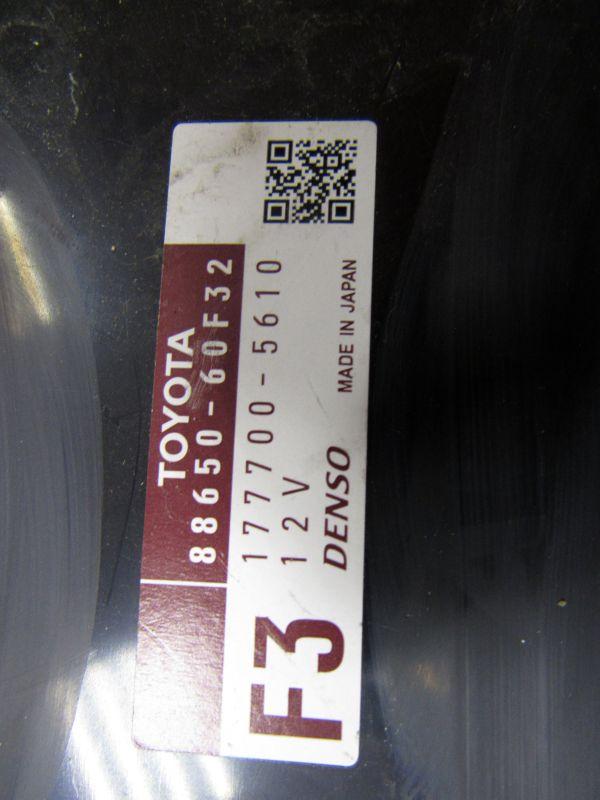 TOYOTA
88650-60F32
177700-5610
12V
DENSO
MADE IN JAPAN
F3